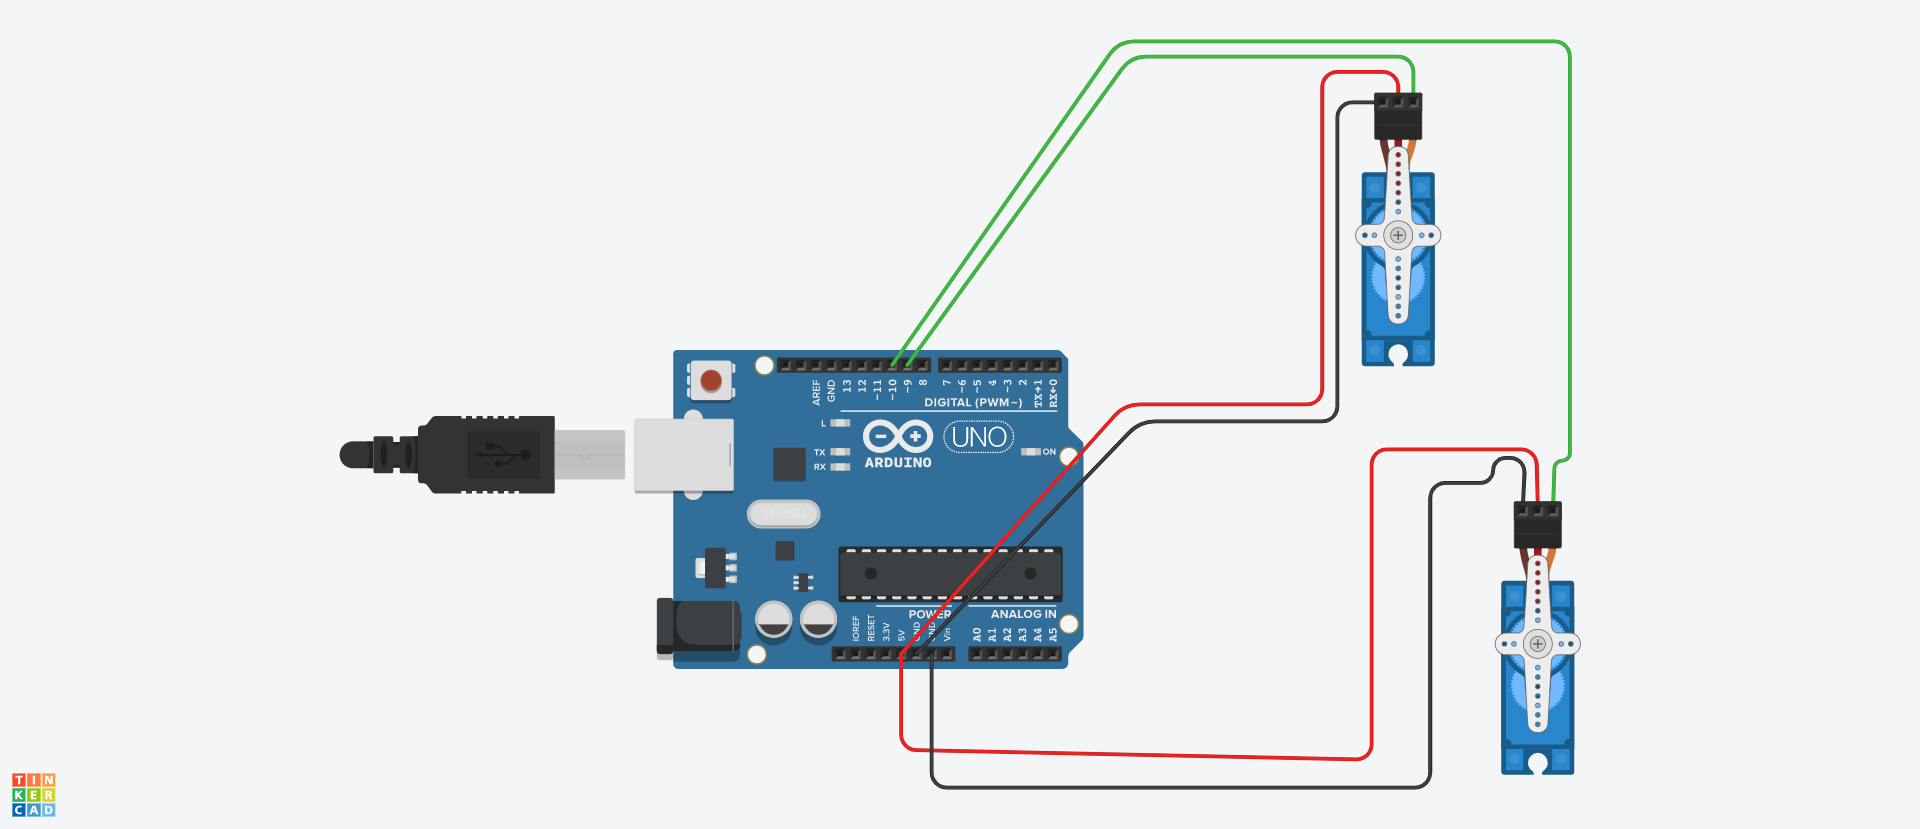 AREF
GND
13
12
~11
~10
~9
8
7
~6
~5
4
~3
2
TX→1
RX←0
DIGITAL (PWM~)
L
TX
RX
ARDUINO
UNO
ON
POWER
ANALOG IN
IOREF
RESET
3.3V
5V
GND
GND
Vin
A0
A1
A2
A3
A4
A5
TIN
KER
CAD